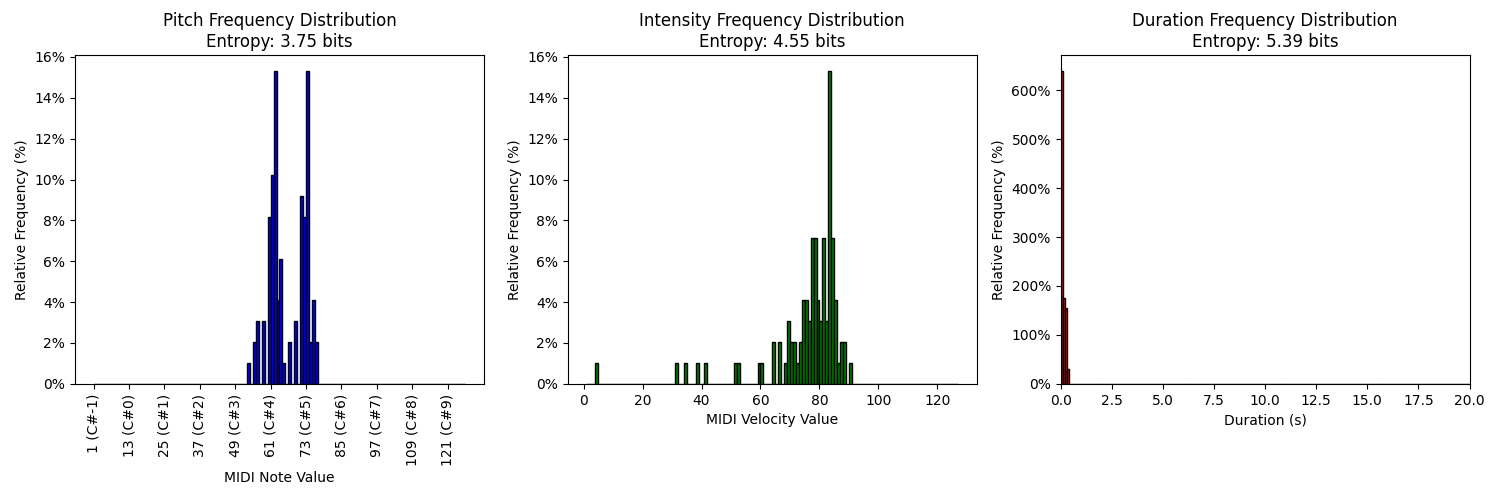 Pitch Frequency Distribution
Entropy: 3.75 bits
Relative Frequency (%)
16%
14%
12%
10%
8%
6%
4%
2%
0%
1 (C#-1)
13 (C#0)
25 (C#1)
37 (C#2)
49 (C#3)
61 (C#4)
73 (C#5)
85 (C#6)
97 (C#7)
109 (C#8)
121 (C#9)
MIDI Note Value
Intensity Frequency Distribution
Entropy: 4.55 bits
Relative Frequency (%)
16%
14%
12%
10%
8%
6%
4%
2%
0%
0
20
40
60
80
100
120
MIDI Velocity Value
Duration Frequency Distribution
Entropy: 5.39 bits
Relative Frequency (%)
600%
500%
400%
300%
200%
100%
0%
0.0
2.5
5.0
7.5
10.0
12.5
15.0
17.5
20.0
Duration (s)